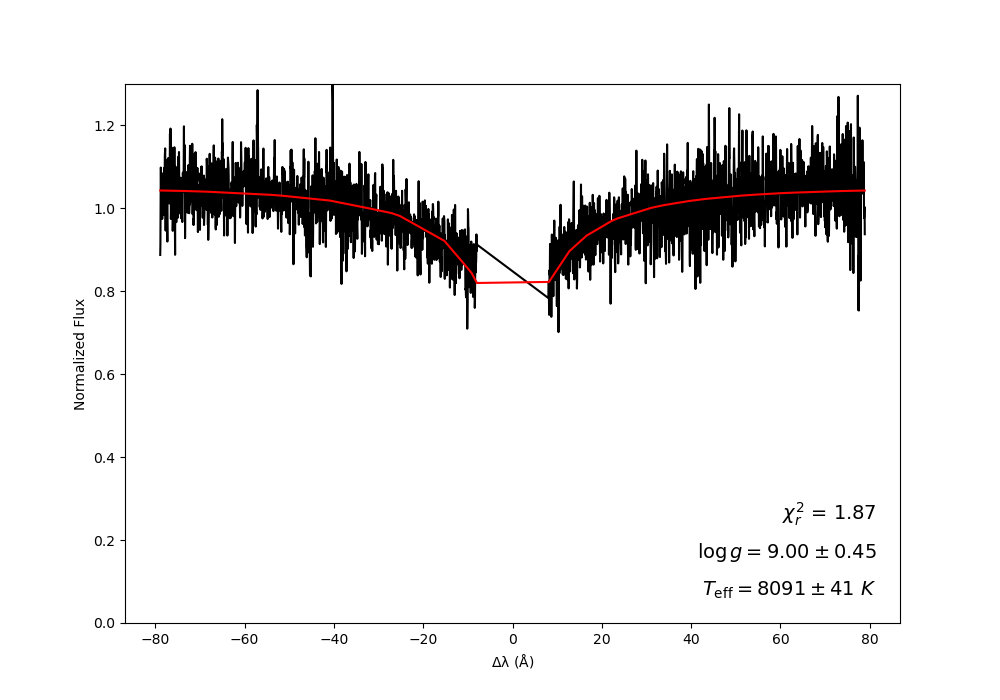 1.2
1.0
0.8
0.6
0.4
0.2
0.0
Normalized Flux
χ²ᵣ = 1.87
log g = 9.00 ± 0.45
T_eff = 8091 ± 41 K
−80 −60 −40 −20 0 20 40 60 80
Δλ (Å)